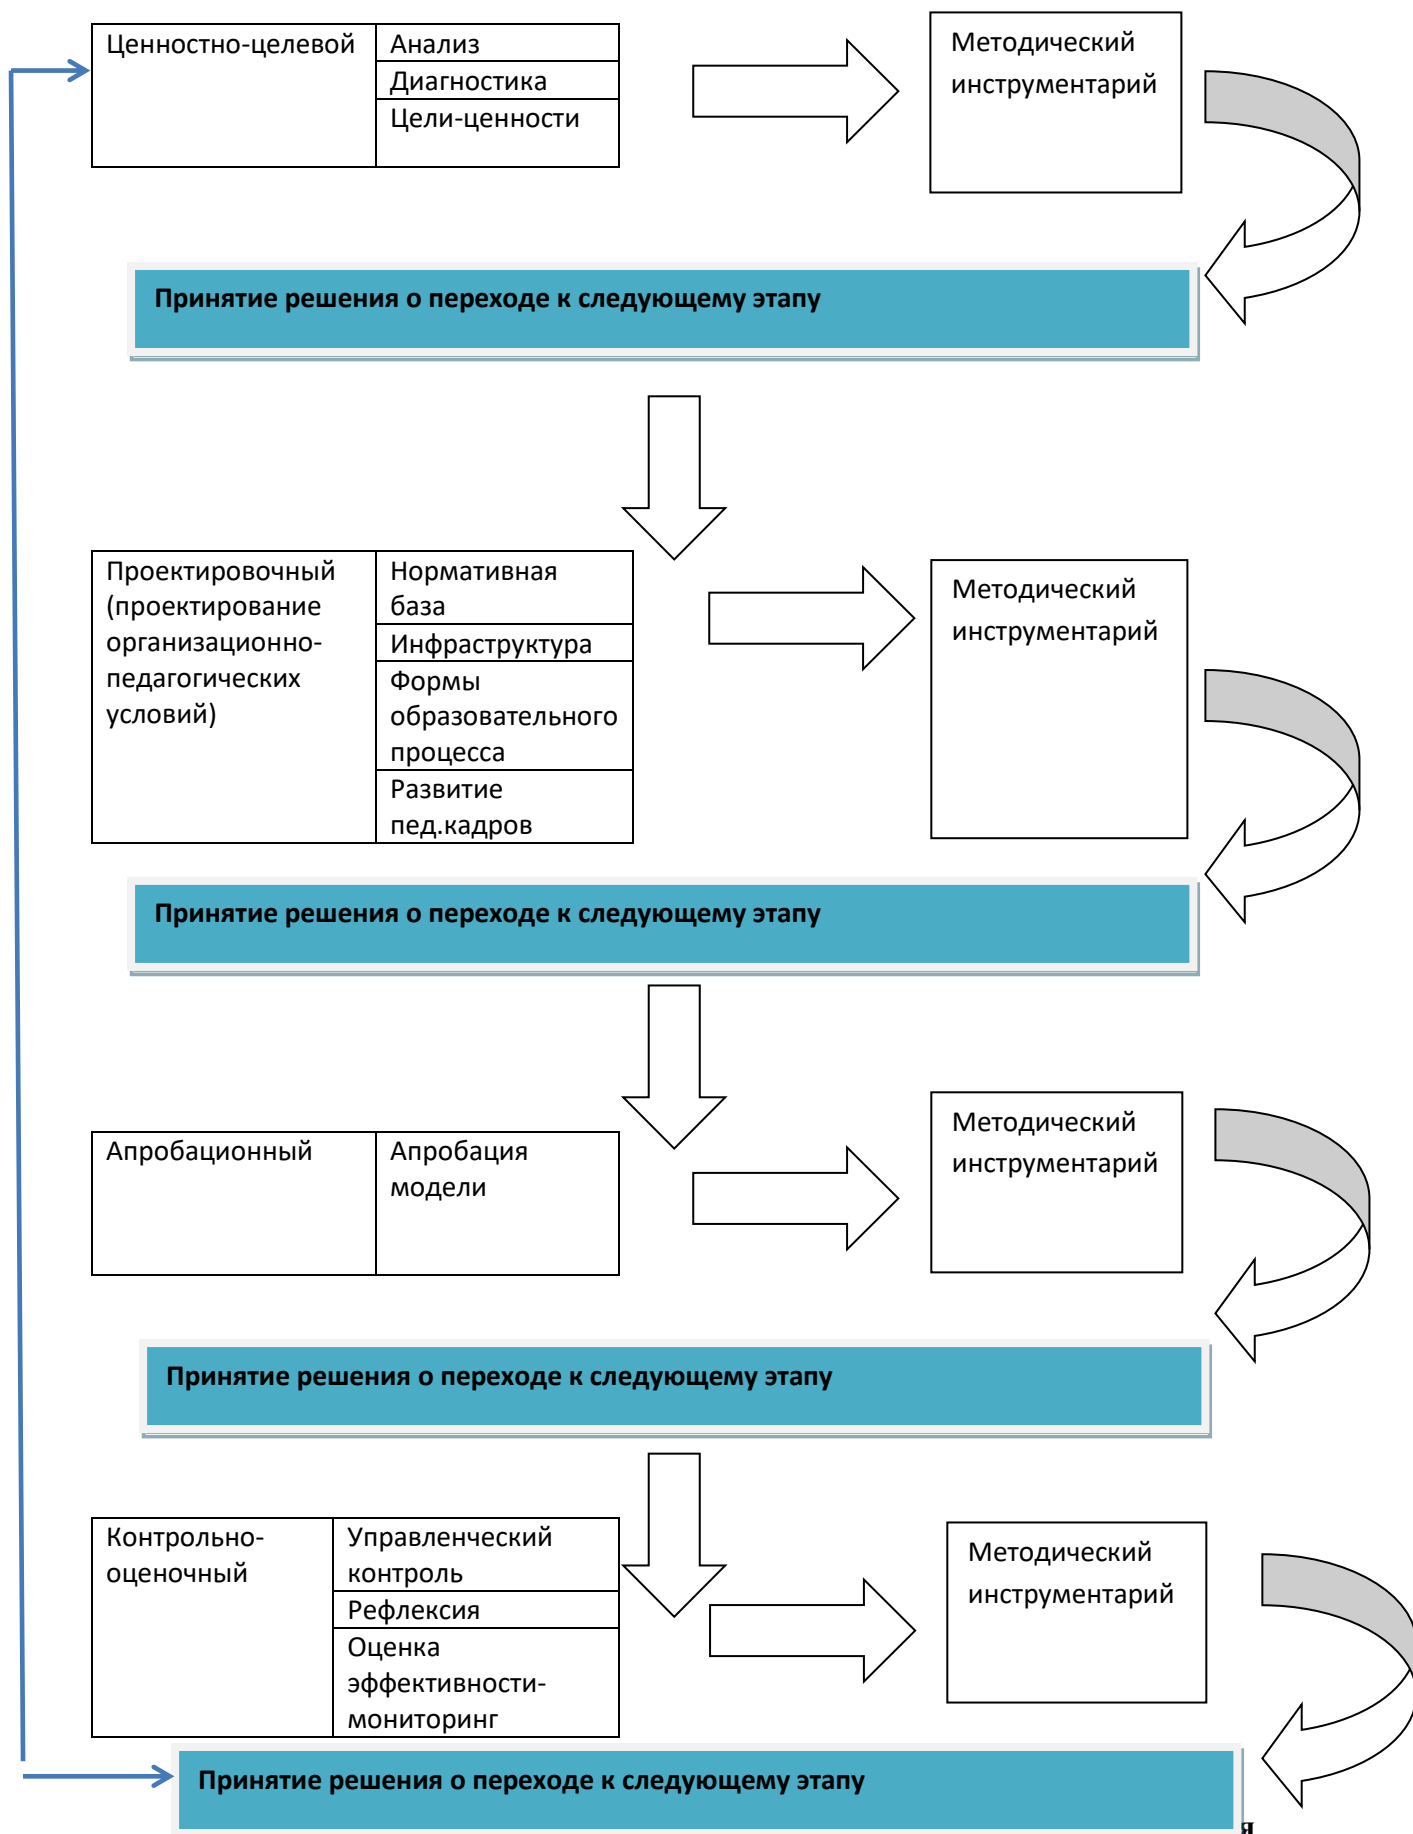 Ценностно-целевой
Анализ
Диагностика
Цели-ценности
Методический
инструментарий
Принятие решения о переходе к следующему этапу
Проектировочный
(проектирование
организационно-
педагогических
условий)
Нормативная
база
Инфраструктура
Формы
образовательного
процесса
Развитие
пед.кадров
Методический
инструментарий
Принятие решения о переходе к следующему этапу
Апробационный
Апробация
модели
Методический
инструментарий
Принятие решения о переходе к следующему этапу
Контрольно-
оценочный
Управленческий
контроль
Рефлексия
Оценка
эффективности-
мониторинг
Методический
инструментарий
Принятие решения о переходе к следующему этапу
я